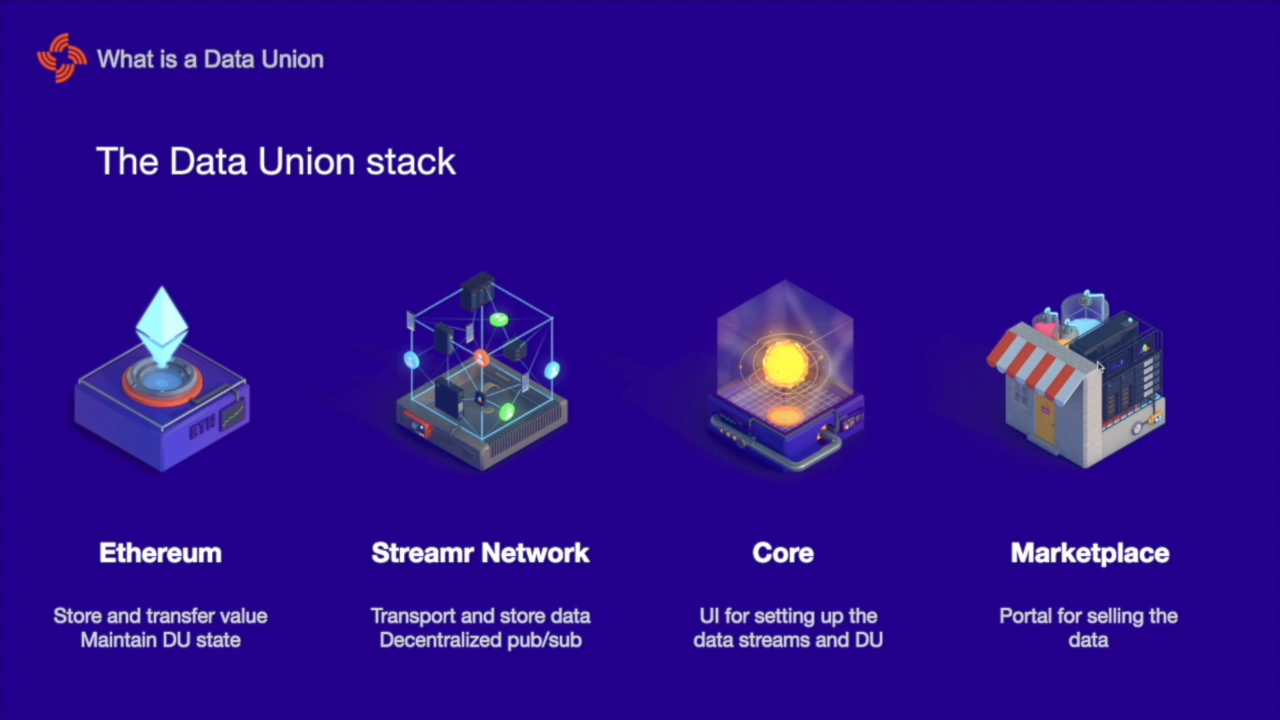 What is a Data Union
The Data Union stack
ETH
Ethereum
Store and transfer value
Maintain DU state
Streamr Network
Transport and store data
Decentralized pub/sub
Core
UI for setting up the
data streams and DU
Marketplace
Portal for selling the
data